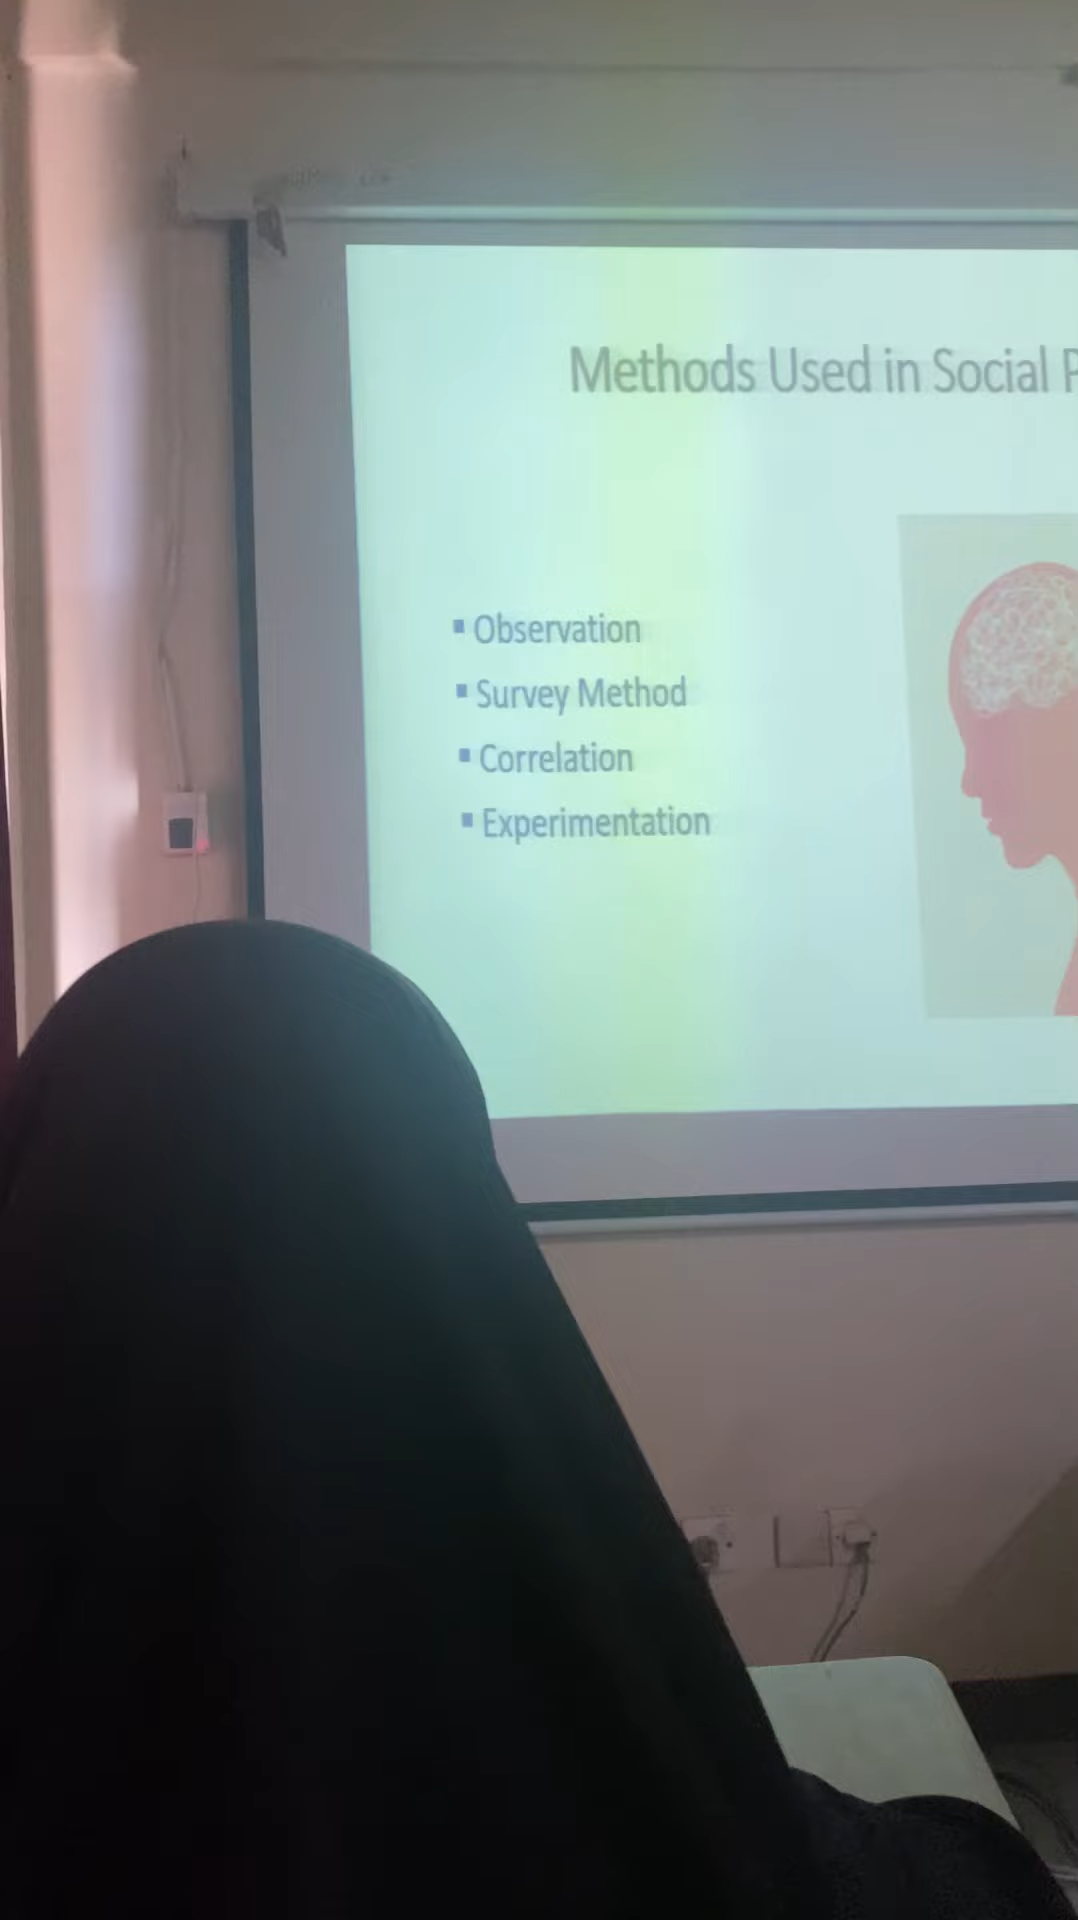 Methods Used in Social P
Observation
Survey Method
Correlation
Experimentation